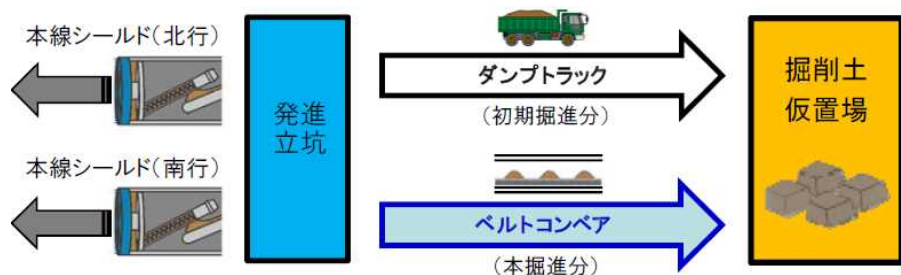 本線シールド(北行)
本線シールド(南行)
発進
立坑
ダンプトラック
(初期掘進分)
ベルトコンベア
(本掘進分)
掘削土
仮置場